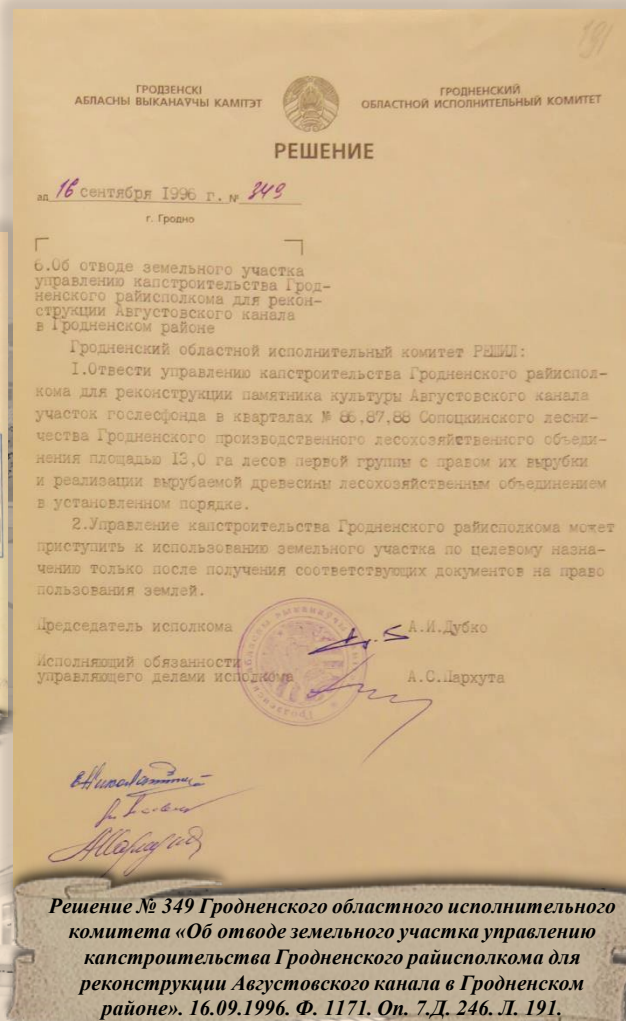 191
ГРОДЗЕНСКІ
АБЛАСНЫ ВЫКАНАЎЧЫ КАМІТЭТ
ГРОДНЕНСКИЙ
ОБЛАСТНОЙ ИСПОЛНИТЕЛЬНЫЙ КОМИТЕТ
РЕШЕНИЕ
ад 16 сентября 1996 г. № 349
г. Гродно
6.Об отводе земельного участка
управлению капстроительства Грод-
ненского райисполкома для рекон-
струкции Августовского канала
в Гродненском районе
Гродненский областной исполнительный комитет РЕШИЛ:
1.Отвести управлению капстроительства Гродненского райиспол-
кома для реконструкции памятника культуры Августовского канала
участок гослесфонда в кварталах № 86,87,88 Сопоцкинского лесни-
чества Гродненского производственного лесохозяйственного объеди-
нения площадью 13,0 га лесов первой группы с правом их вырубки
и реализации вырубаемой древесины лесохозяйственным объединением
в установленном порядке.
2.Управление капстроительства Гродненского райисполкома может
приступить к использованию земельного участка по целевому назна-
чению только после получения соответствующих документов на право
пользования землей.
Председатель исполкома А.И.Дубко
Исполняющий обязанности
управляющего делами исполкома А.С.Пархута
Решение № 349 Гродненского областного исполнительного
комитета «Об отводе земельного участка управлению
капстроительства Гродненского райисполкома для
реконструкции Августовского канала в Гродненском
районе». 16.09.1996. Ф. 1171. Оп. 7.Д. 246. Л. 191.